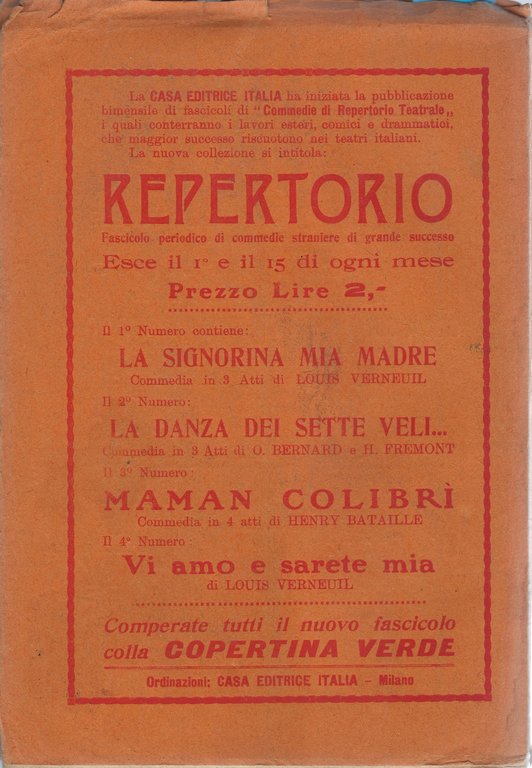 La CASA EDITRICE ITALIA ha iniziata la pubblicazione
bimensile di fascicoli di "Commedie di Repertorio Teatrale„
i quali conterranno i lavori esteri, comici e drammatici,
che maggior successo riscuotono nei teatri italiani.
La nuova collezione si intitola:
REPERTORIO
Fascicolo periodico di commedie straniere di grande successo
Esce il 1º e il 15 di ogni mese
Prezzo Lire 2,-
Il 1º Numero contiene:
LA SIGNORINA MIA MADRE
Commedia in 3 Atti di LOUIS VERNEUIL
Il 2º Numero:
LA DANZA DEI SETTE VELI...
Commedia in 3 Atti di O. BERNARD e H. FREMONT
Il 3º Numero:
MAMAN COLIBRÌ
Commedia in 4 atti di HENRY BATAILLE
Il 4º Numero:
Vi amo e sarete mia
di LOUIS VERNEUIL
Comperate tutti il nuovo fascicolo
colla COPERTINA VERDE
Ordinazioni: CASA EDITRICE ITALIA - Milano